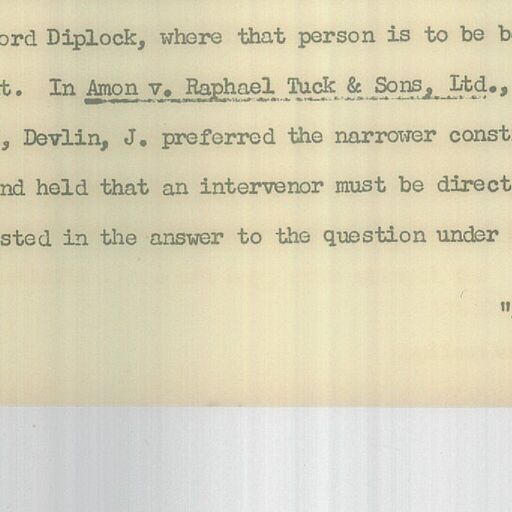 ord Diplock, where that person is to be b
t. In Amon v. Raphael Tuck & Sons, Ltd.,
, Devlin, J. preferred the narrower const
nd held that an intervenor must be direct
sted in the answer to the question under
"